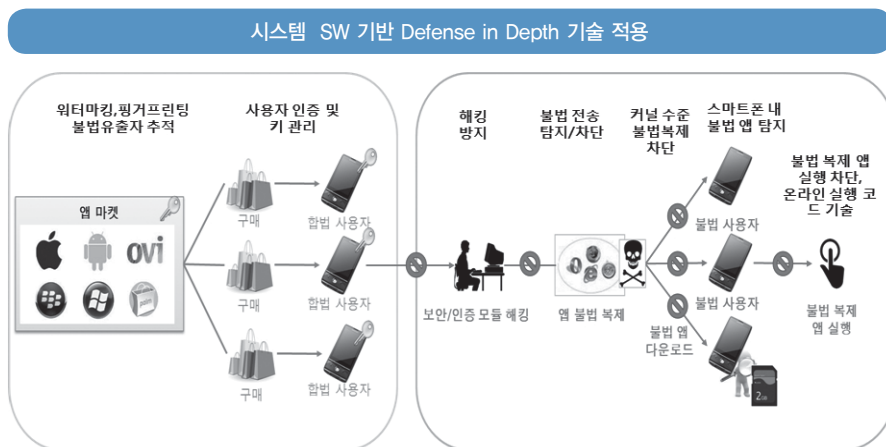 시스템 SW 기반 Defense in Depth 기술 적용
워터마킹,핑거프린팅
불법유출자 추적
사용자 인증 및
키 관리
앱 마켓
ovi
구매
합법 사용자
구매
합법 사용자
구매
합법 사용자
해킹
방지
불법 전송
탐지/차단
커널 수준
불법복제
차단
스마트폰 내
불법 앱 탐지
불법 복제 앱
실행 차단,
온라인 실행 코
드 기술
보안/인증 모듈 해킹
앱 불법 복제
불법 사용자
불법 사용자
불법 앱
다운로드
2GB
불법 복제
앱 실행